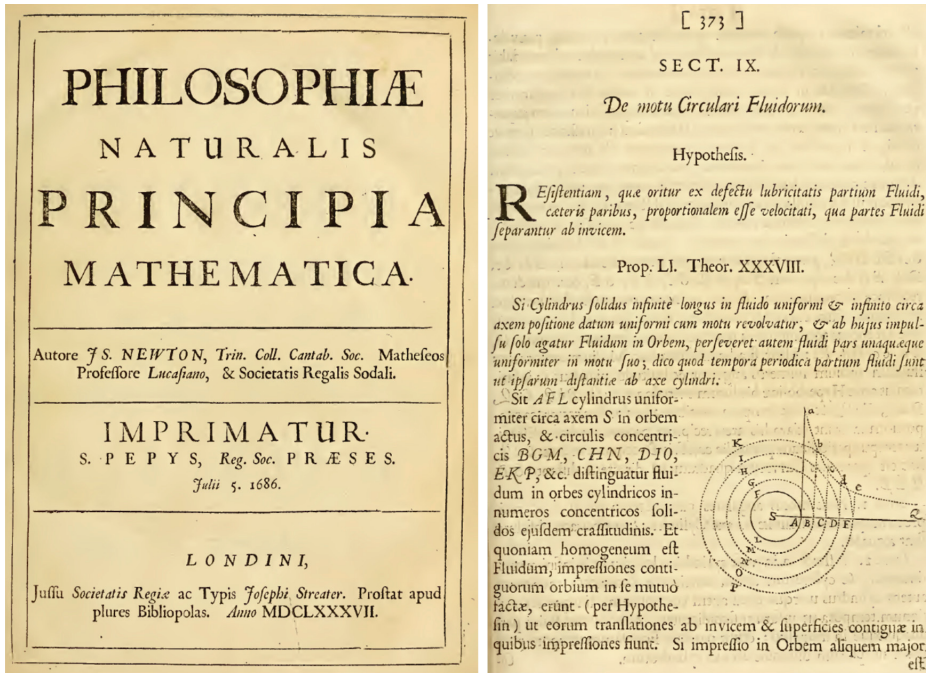 PHILOSOPHIÆ
NATURALIS
PRINCIPIA
MATHEMATICA.
Autore JS. NEWTON, Trin. Coll. Cantab. Soc. Matheseos
Professore Lucasiano, & Societatis Regalis Sodali.
IMPRIMATUR.
S. PEPYS, Reg. Soc. PRÆSES.
Julii 5. 1686.
LONDINI,
Jussu Societatis Regiæ ac Typis Josephi Streater. Prostat apud
plures Bibliopolas. Anno MDCLXXXVII.
[ 373 ]
SECT. IX.
De motu Circulari Fluidorum.
Hypothesis.
REsistentiam, quæ oritur ex defectu lubricitatis partium Fluidi,
cæteris paribus, proportionalem esse velocitati, qua partes Fluidi
separantur ab invicem.
Prop. LI. Theor. XXXVIII.
Si Cylindrus solidus infinitè longus in fluido uniformi & infinito circa
axem positione datum uniformi cum motu revolvatur, & ab hujus impul-
su solo agatur Fluidum in Orbem, perseveret autem fluidi pars unaquæque
uniformiter in motu suo; dico quod tempora periodica partium fluidi sunt
ut ipsarum distantiæ ab axe cylindri.
Sit AFL cylindrus unifor-
miter circa axem S in orbem
actus, & circulis concentri-
cis BGM, CHN, DIO,
EKP, &c. distinguatur flui-
dum in orbes cylindricos in-
numeros concentricos soli-
dos ejusdem crassitudinis. Et
quoniam homogeneum est
Fluidum, impressiones conti-
guorum orbium in se mutuò
factæ, erunt (per Hypothe-
sin) ut eorum translationes ab invicem & superficies contiguæ in
quibus impressiones fiunt. Si impressio in Orbem aliquem major
est
a
K
b
I
H
c
d
G
e
F
S A B C D F Q
L
M
N
O
P